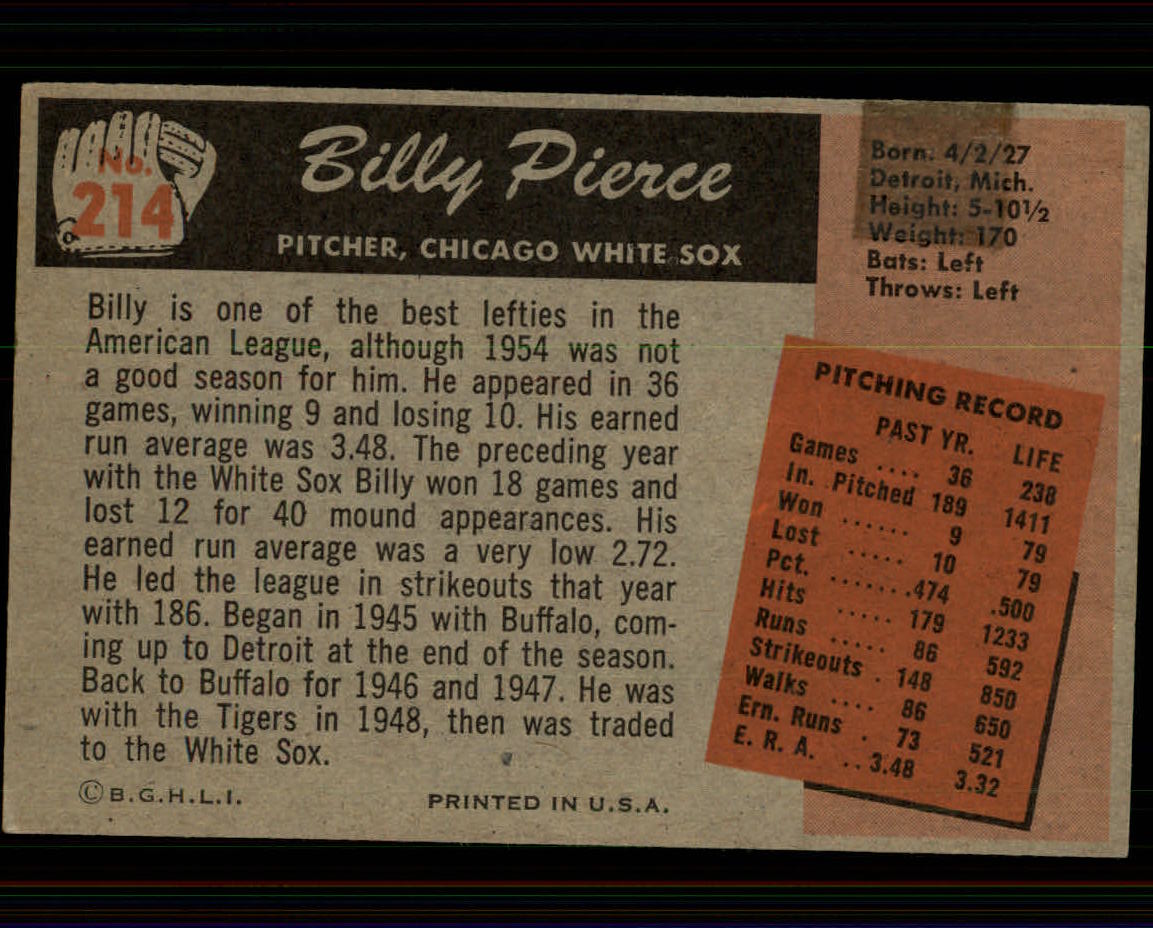 No.
214
Billy Pierce
PITCHER, CHICAGO WHITE SOX
Born: 4/2/27
Detroit, Mich.
Height: 5-10½
Weight: 170
Bats: Left
Throws: Left
Billy is one of the best lefties in the
American League, although 1954 was not
a good season for him. He appeared in 36
games, winning 9 and losing 10. His earned
run average was 3.48. The preceding year
with the White Sox Billy won 18 games and
lost 12 for 40 mound appearances. His
earned run average was a very low 2.72.
He led the league in strikeouts that year
with 186. Began in 1945 with Buffalo, com-
ing up to Detroit at the end of the season.
Back to Buffalo for 1946 and 1947. He was
with the Tigers in 1948, then was traded
to the White Sox.
©B.G.H.L.I.
PRINTED IN U.S.A.
PITCHING RECORD
PAST YR. LIFE
Games .... 36 238
In. Pitched 189 1411
Won ...... 9 79
Lost ..... 10 79
Pct. .......474 .500
Hits ..... 179 1233
Runs ..... 86 592
Strikeouts . 148 850
Walks .... 86 650
Ern. Runs . 73 521
E. R. A. ..3.48 3.32